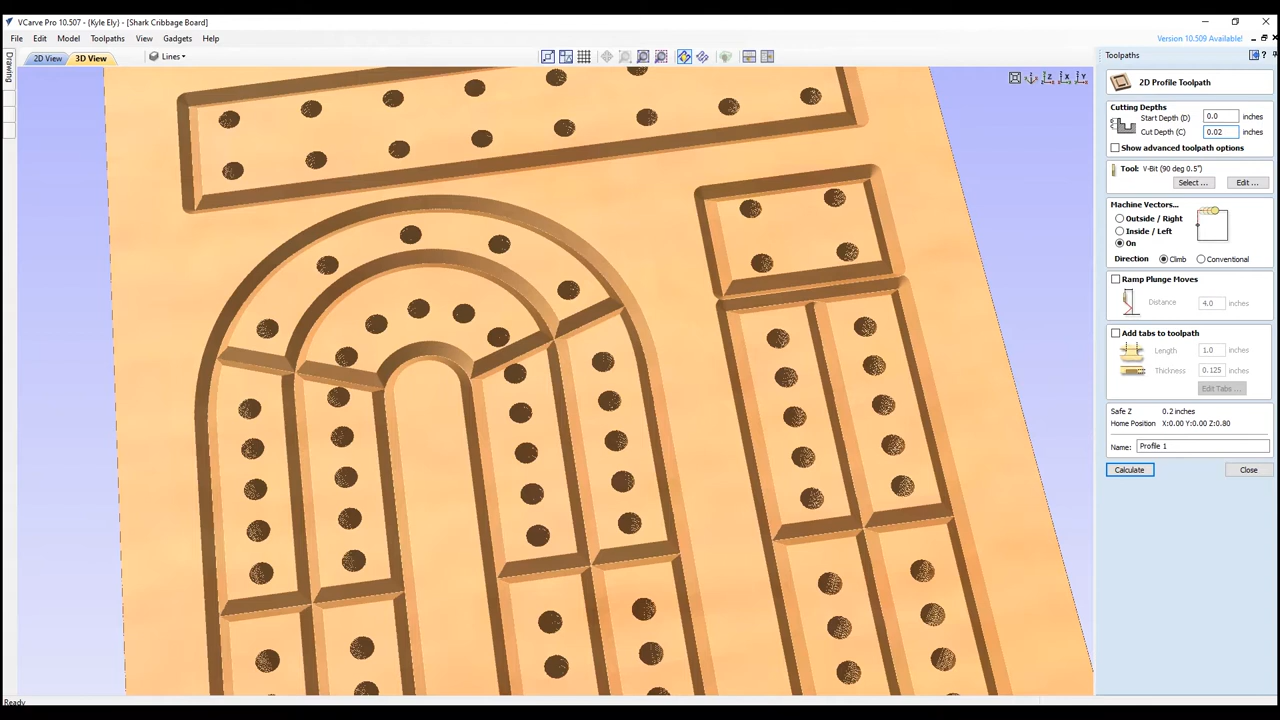 VCarve Pro 10.507 - {Kyle Ely} - [Shark Cribbage Board]
File Edit Model Toolpaths View Gadgets Help
Version 10.509 Available!
Drawing
2D View 3D View Lines
Toolpaths
2D Profile Toolpath
Cutting Depths
Start Depth (D) 0.0 inches
Cut Depth (C) 0.02 inches
Show advanced toolpath options
Tool: V-Bit (90 deg 0.5")
Select ... Edit ...
Machine Vectors...
Outside / Right
Inside / Left
On
Direction Climb Conventional
Ramp Plunge Moves
Distance 4.0 inches
Add tabs to toolpath
Length 1.0 inches
Thickness 0.125 inches
Edit Tabs ...
Safe Z 0.2 inches
Home Position X:0.00 Y:0.00 Z:0.80
Name: Profile 1
Calculate Close
Ready